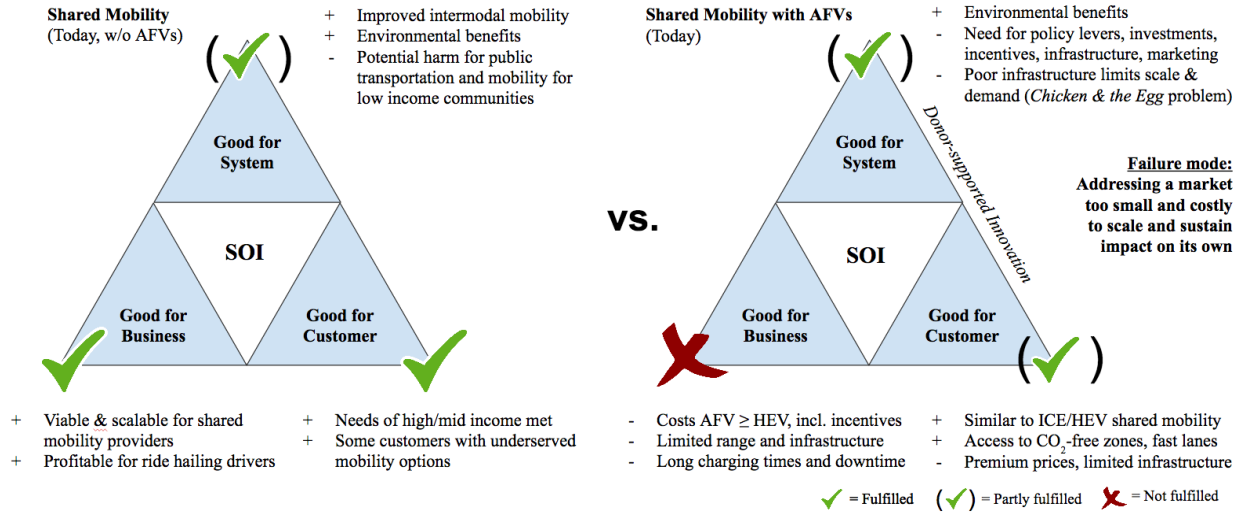 Shared Mobility
(Today, w/o AFVs)
+ Improved intermodal mobility
+ Environmental benefits
- Potential harm for public
transportation and mobility for
low income communities
Good for
System
SOI
Good for
Business
Good for
Customer
+ Viable & scalable for shared
mobility providers
+ Profitable for ride hailing drivers
+ Needs of high/mid income met
+ Some customers with underserved
mobility options
vs.
Shared Mobility with AFVs
(Today)
+ Environmental benefits
- Need for policy levers, investments,
incentives, infrastructure, marketing
- Poor infrastructure limits scale &
demand (Chicken & the Egg problem)
Good for
System
Donor-supported Innovation
Failure mode:
Addressing a market
too small and costly
to scale and sustain
impact on its own
SOI
Good for
Business
Good for
Customer
- Costs AFV ≥ HEV, incl. incentives
- Limited range and infrastructure
- Long charging times and downtime
+ Similar to ICE/HEV shared mobility
+ Access to CO₂-free zones, fast lanes
- Premium prices, limited infrastructure
= Fulfilled
= Partly fulfilled
= Not fulfilled